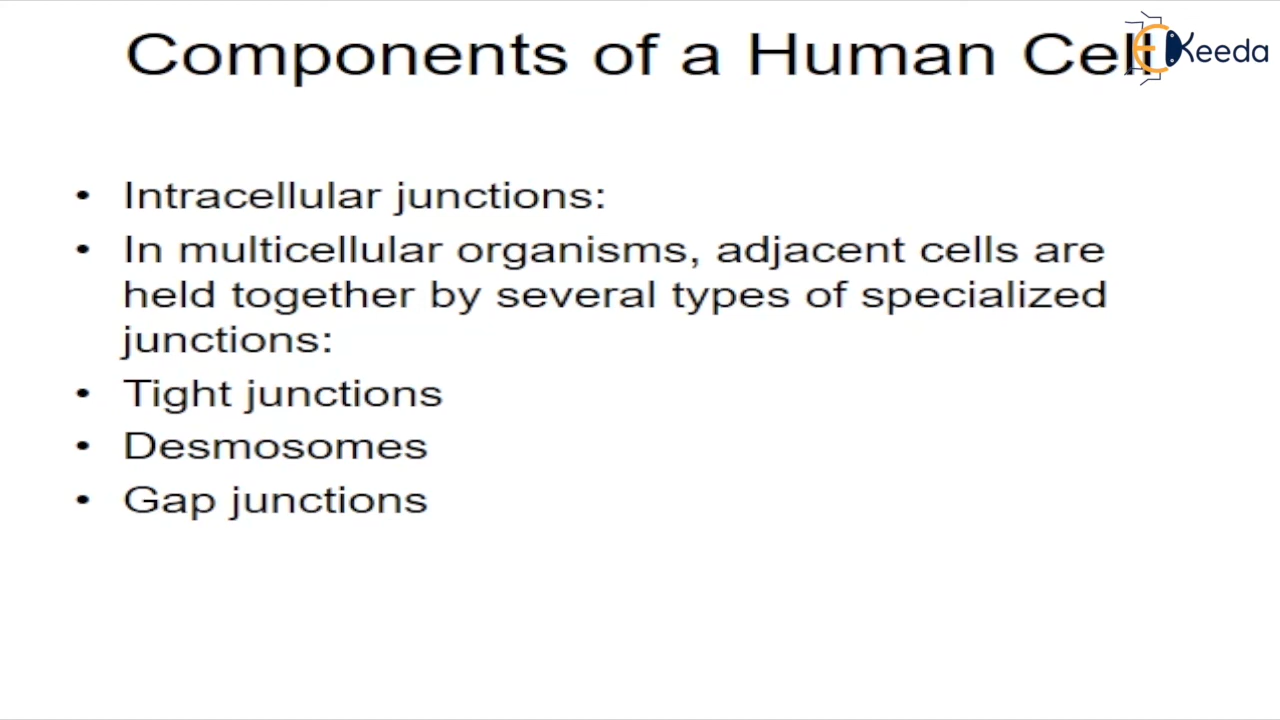 Components of a Human Cell
Keeda
• Intracellular junctions:
• In multicellular organisms, adjacent cells are
held together by several types of specialized
junctions:
• Tight junctions
• Desmosomes
• Gap junctions